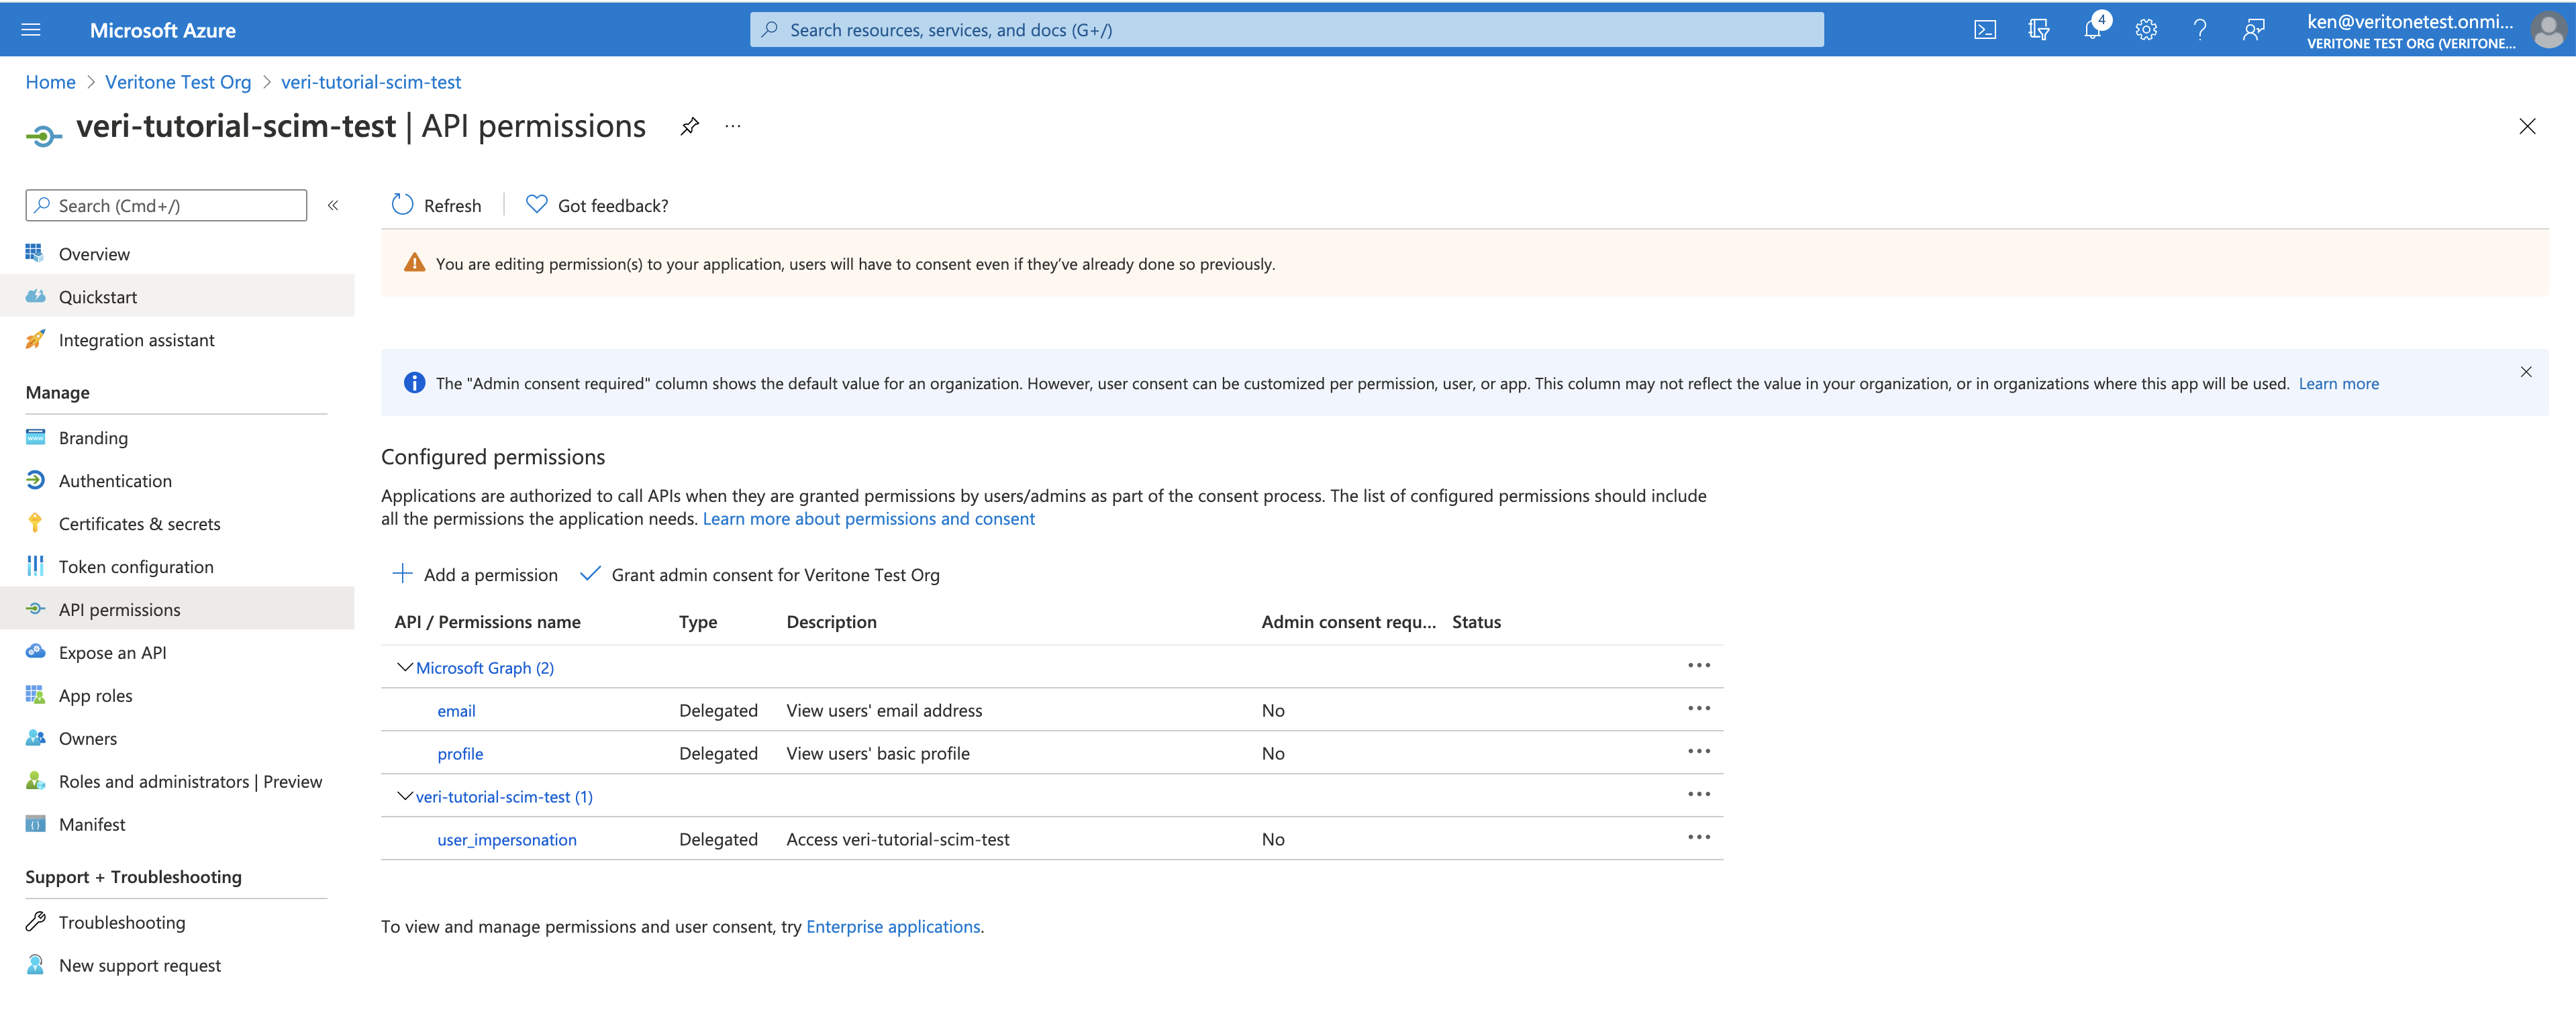 Microsoft Azure
Search resources, services, and docs (G+/)
4
ken@veritonetest.onmi...
VERITONE TEST ORG (VERITONE...
Home > Veritone Test Org > veri-tutorial-scim-test
veri-tutorial-scim-test | API permissions
Search (Cmd+/)
«
Refresh
Got feedback?
Overview
Quickstart
Integration assistant
Manage
Branding
Authentication
Certificates & secrets
Token configuration
API permissions
Expose an API
App roles
Owners
Roles and administrators | Preview
Manifest
Support + Troubleshooting
Troubleshooting
New support request
You are editing permission(s) to your application, users will have to consent even if they've already done so previously.
The "Admin consent required" column shows the default value for an organization. However, user consent can be customized per permission, user, or app. This column may not reflect the value in your organization, or in organizations where this app will be used. Learn more
Configured permissions
Applications are authorized to call APIs when they are granted permissions by users/admins as part of the consent process. The list of configured permissions should include
all the permissions the application needs. Learn more about permissions and consent
Add a permission
Grant admin consent for Veritone Test Org
API / Permissions name Type Description Admin consent requ... Status
Microsoft Graph (2)
email Delegated View users' email address No
profile Delegated View users' basic profile No
veri-tutorial-scim-test (1)
user_impersonation Delegated Access veri-tutorial-scim-test No
To view and manage permissions and user consent, try Enterprise applications.